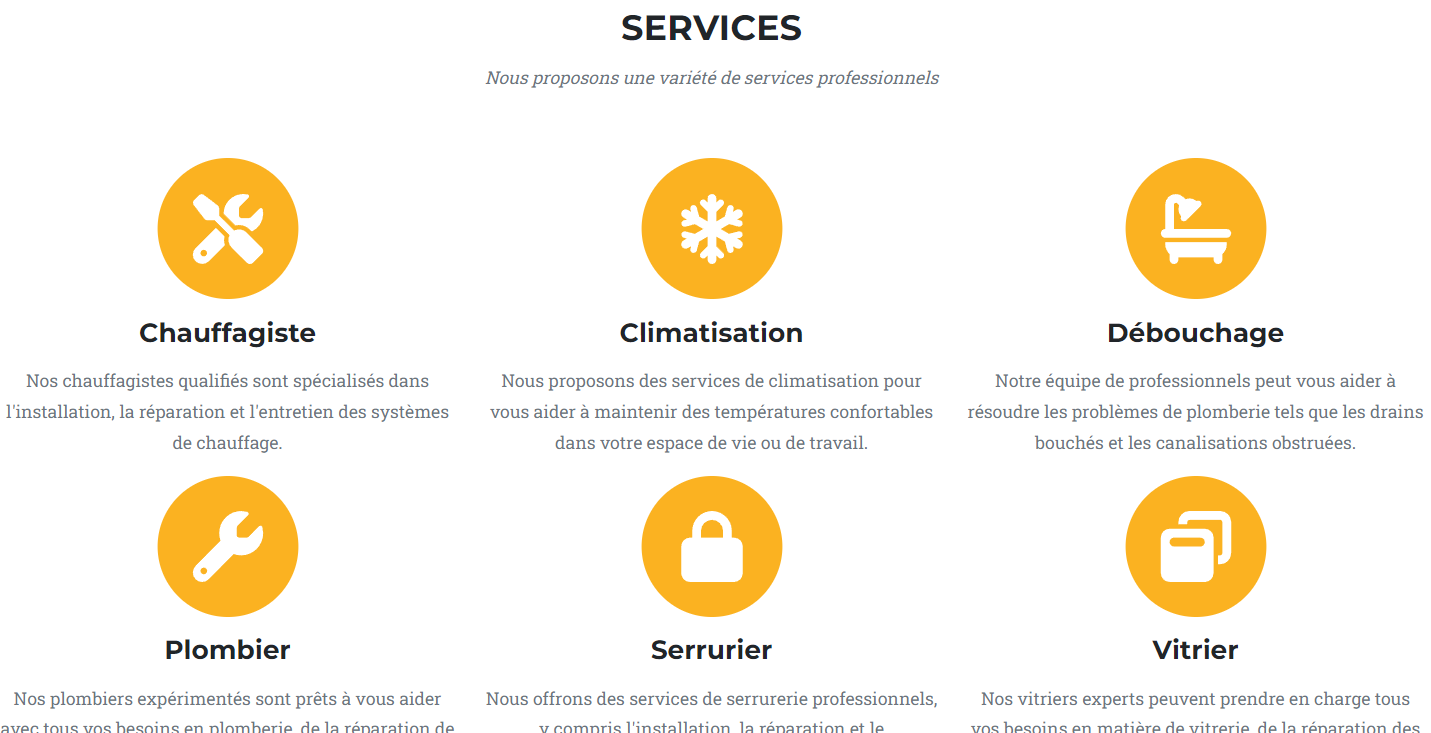 SERVICES
Nous proposons une variété de services professionnels
Chauffagiste
Nos chauffagistes qualifiés sont spécialisés dans
l'installation, la réparation et l'entretien des systèmes
de chauffage.
Climatisation
Nous proposons des services de climatisation pour
vous aider à maintenir des températures confortables
dans votre espace de vie ou de travail.
Débouchage
Notre équipe de professionnels peut vous aider à
résoudre les problèmes de plomberie tels que les drains
bouchés et les canalisations obstruées.
Plombier
Nos plombiers expérimentés sont prêts à vous aider
avec tous vos besoins en plomberie, de la réparation de
Serrurier
Nous offrons des services de serrurerie professionnels,
y compris l'installation, la réparation et le
Vitrier
Nos vitriers experts peuvent prendre en charge tous
vos besoins en matière de vitrerie, de la réparation des